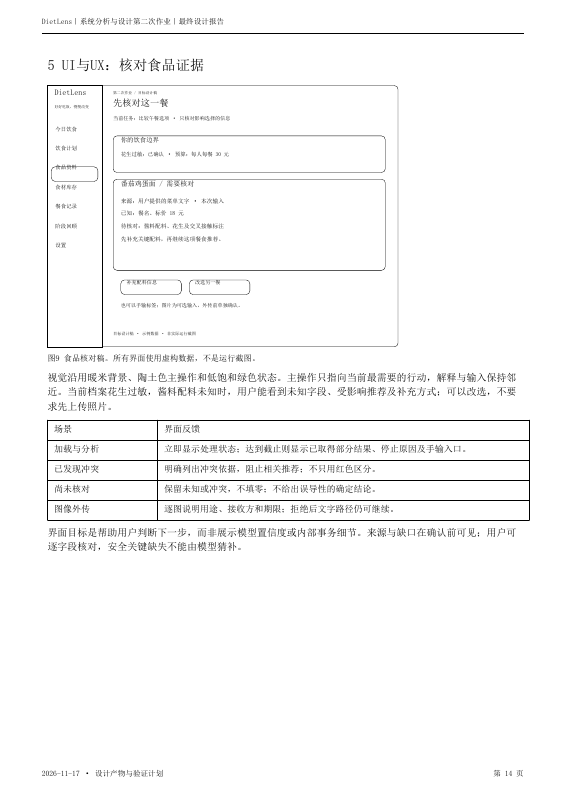 DietLens | 系统分析与设计第二次作业 | 最终设计报告
5 UI与UX: 核对食品证据
DietLens
今日饮食
饮食计划
食品资料
食材库存
餐食记录
阶段回顾
设置
第二次作业 / 目标设计稿
先核对这一餐
当前任务: 比较午餐选项 • 只核对影响选择的信息
你的饮食边界
花生过敏: 已确认 • 预算: 每人每餐 30 元
番茄鸡蛋面 / 需要核对
来源: 用户提供的菜单文字 • 本次输入
已知: 餐名、标价 28 元
待核对: 预料配料、花生及交叉接触标注
先补充关键配料, 再继续这项餐食推荐。
补充配料信息
改选另一餐
也可以手输标签; 图片为可选输入, 外传前单独确认。
目标设计稿 • 示例数据 • 非实际运行截图
图9 食品核对稿。所有界面使用虚构数据, 不是运行截图。
视觉沿用暖米背景、陶土色主操作和低饱和绿色状态。主操作只指向当前最需要的行动, 解释与输入保持邻
近。当前档案花生过敏, 酱料配料未知时, 用户能看到未知字段、受影响推荐及补充方式; 可以改选, 不要
求先上传照片。
场景
界面反馈
加载与分析
立即显示处理状态; 达到截止则显示已取得部分结果、停止原因及手输入口。
已发现冲突
明确列出冲突依据, 阻止相关推荐; 不只用红色区分。
尚未核对
保留未知或冲突, 不填零; 不给出误导性的确定结论。
图像外传
逐图说明用途、接收方和期限; 拒绝后文字路径仍可继续。
界面目标是帮助用户判断下一步, 而非展示模型置信度或内部事务细节。来源与缺口在确认前可见; 用户可
逐字段核对, 安全关键缺失不能由模型猜补。
2026-11-17 • 设计产物与验证计划
第 14 页